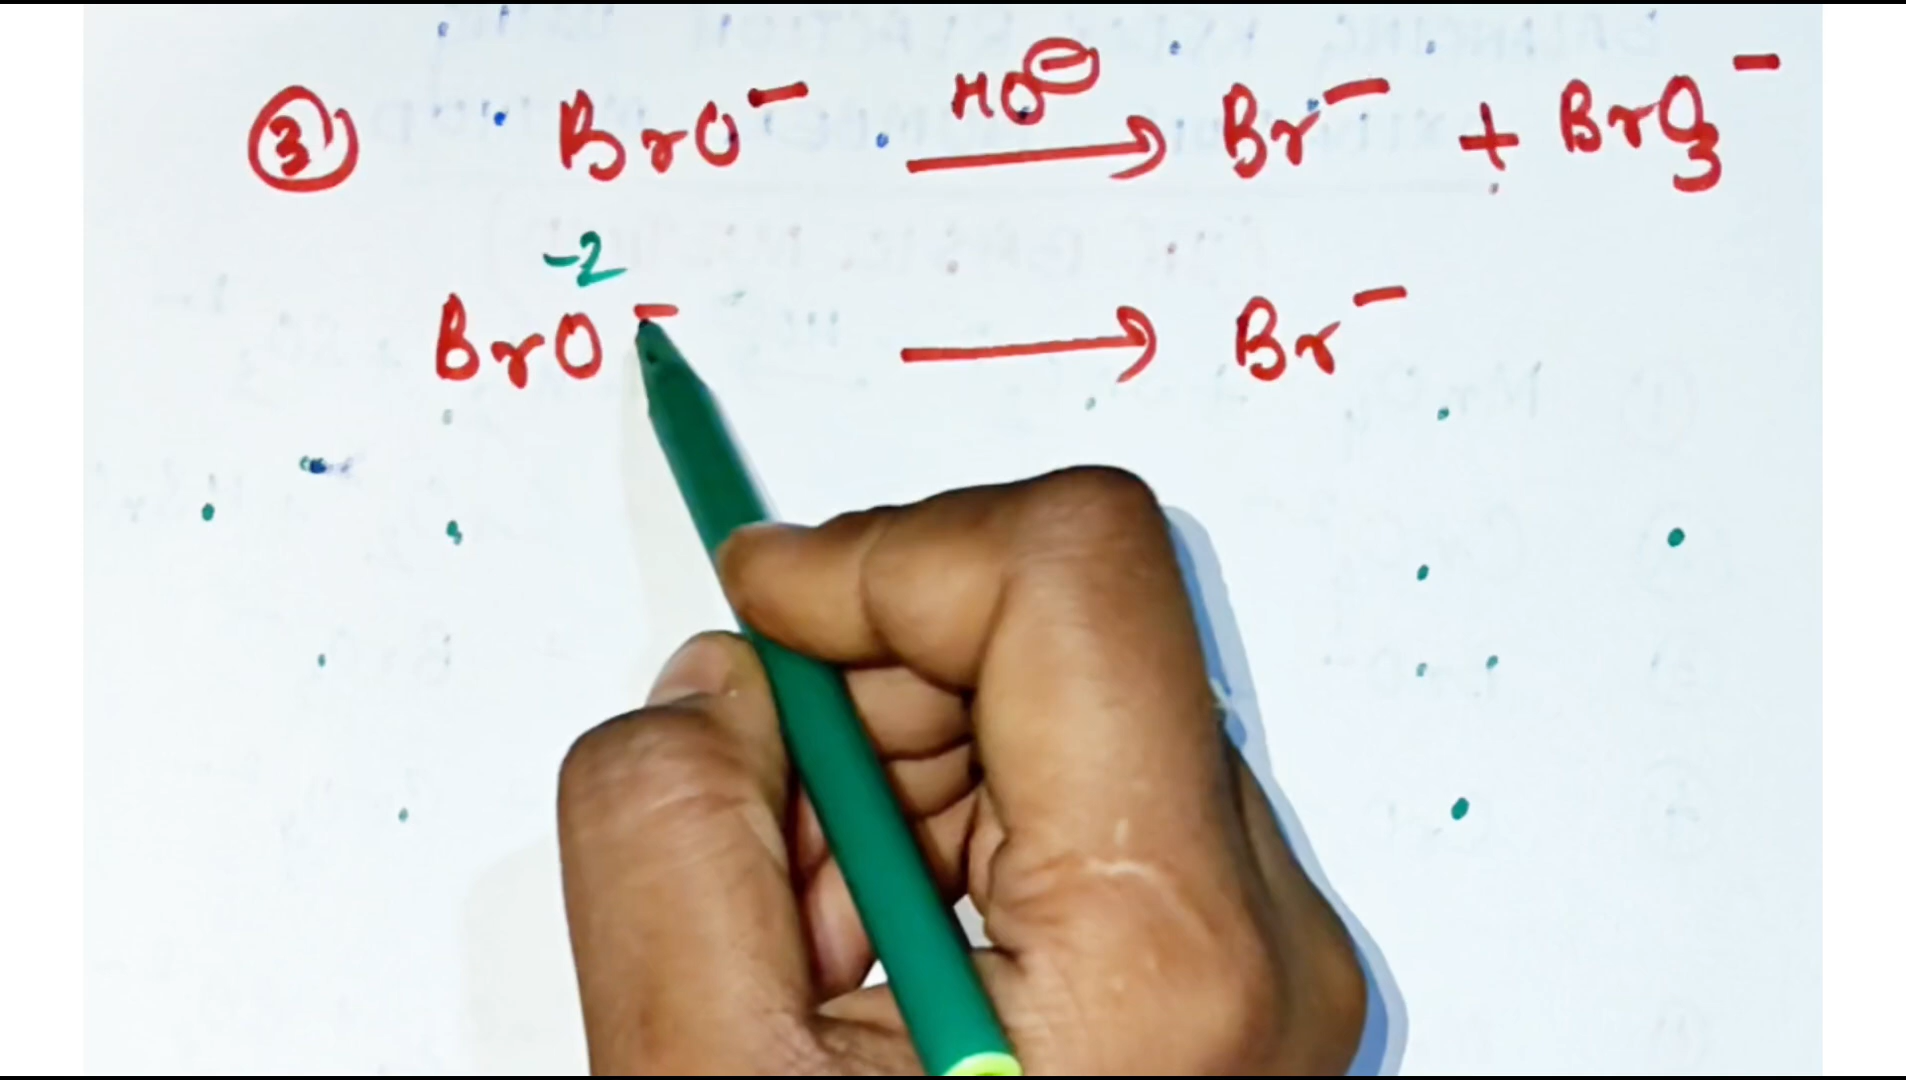 ③ BrO⁻ HO⊖ → Br⁻ + BrO₃⁻
-2
BrO⁻ → Br⁻